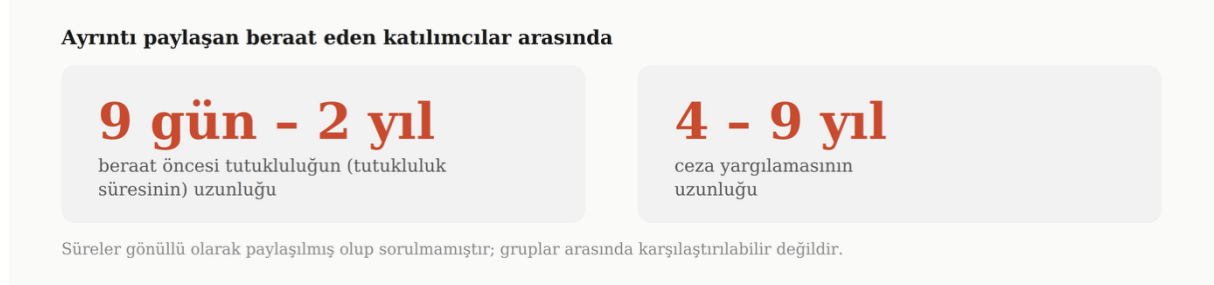 Ayrıntı paylaşan beraat eden katılımcılar arasında
9 gün – 2 yıl
beraat öncesi tutukluluğun (tutukluluk
süresinin) uzunluğu
4 – 9 yıl
ceza yargılamasının
uzunluğu
Süreler gönüllü olarak paylaşılmış olup sorulmamıştır; gruplar arasında karşılaştırılabilir değildir.